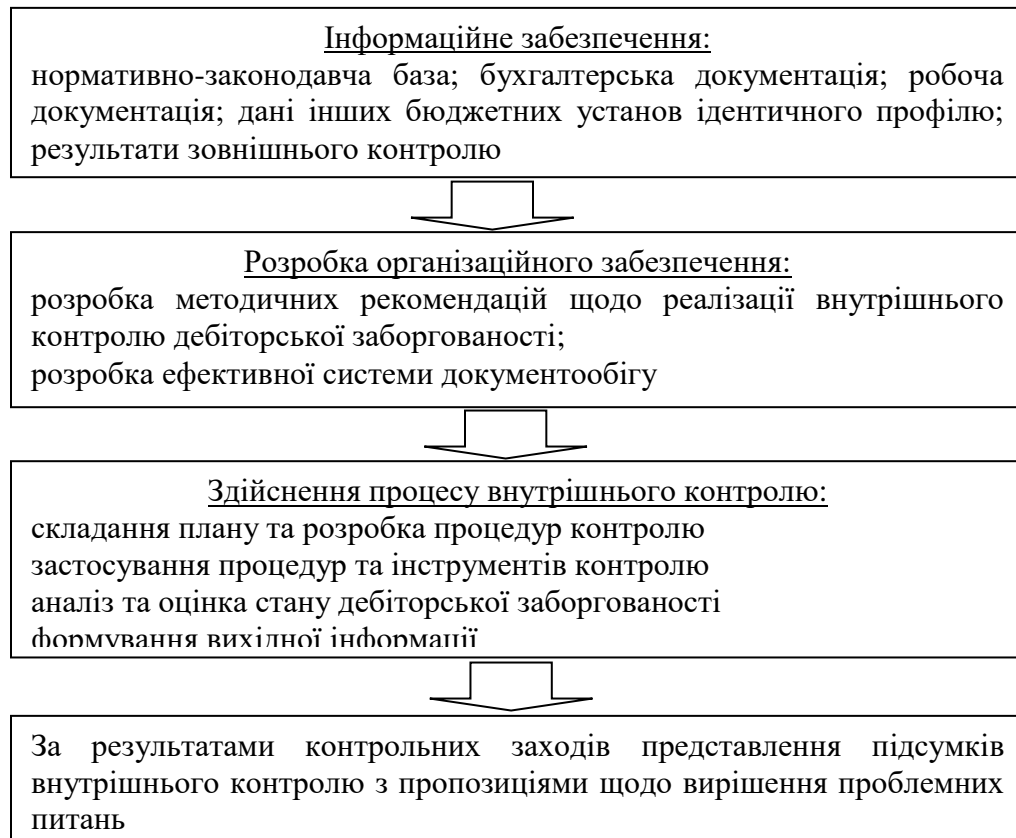 Інформаційне забезпечення:
нормативно-законодавча база; бухгалтерська документація; робоча
документація; дані інших бюджетних установ ідентичного профілю;
результати зовнішнього контролю
Розробка організаційного забезпечення:
розробка методичних рекомендацій щодо реалізації внутрішнього
контролю дебіторської заборгованості;
розробка ефективної системи документообігу
Здійснення процесу внутрішнього контролю:
складання плану та розробка процедур контролю
застосування процедур та інструментів контролю
аналіз та оцінка стану дебіторської заборгованості
формування вихідної інформації
За результатами контрольних заходів представлення підсумків
внутрішнього контролю з пропозиціями щодо вирішення проблемних
питань